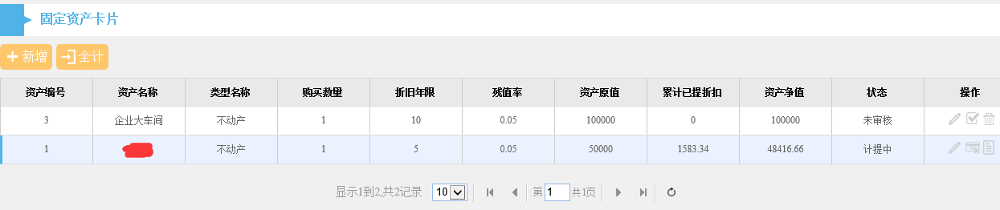 固定资产卡片
新增 全计
资产编号 资产名称 类型名称 购买数量 折旧年限 残值率 资产原值 累计已提折扣 资产净值 状态 操作
3 企业大车间 不动产 1 10 0.05 100000 0 100000 未审核
1 不动产 1 5 0.05 50000 1583.34 48416.66 计提中
显示1到2,共2记录 10 第 1 共1页